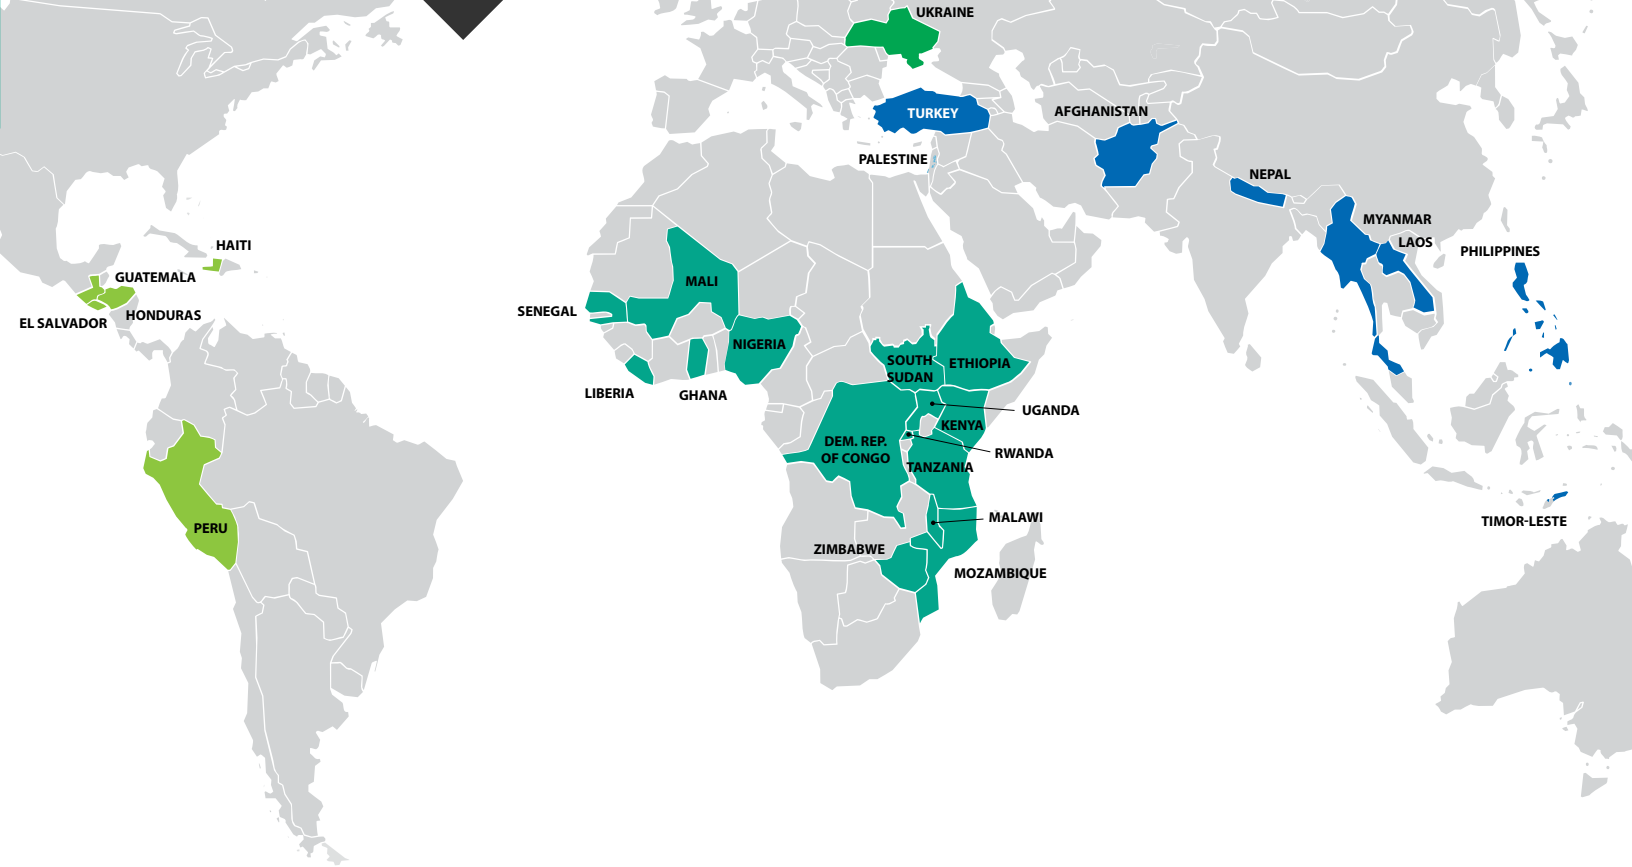 UKRAINE
TURKEY
AFGHANISTAN
PALESTINE
NEPAL
MYANMAR
LAOS
PHILIPPINES
HAITI
GUATEMALA
HONDURAS
EL SALVADOR
MALI
SENEGAL
NIGERIA
SOUTH
SUDAN
ETHIOPIA
LIBERIA
GHANA
UGANDA
KENYA
DEM. REP.
OF CONGO
RWANDA
TANZANIA
PERU
MALAWI
TIMOR-LESTE
ZIMBABWE
MOZAMBIQUE